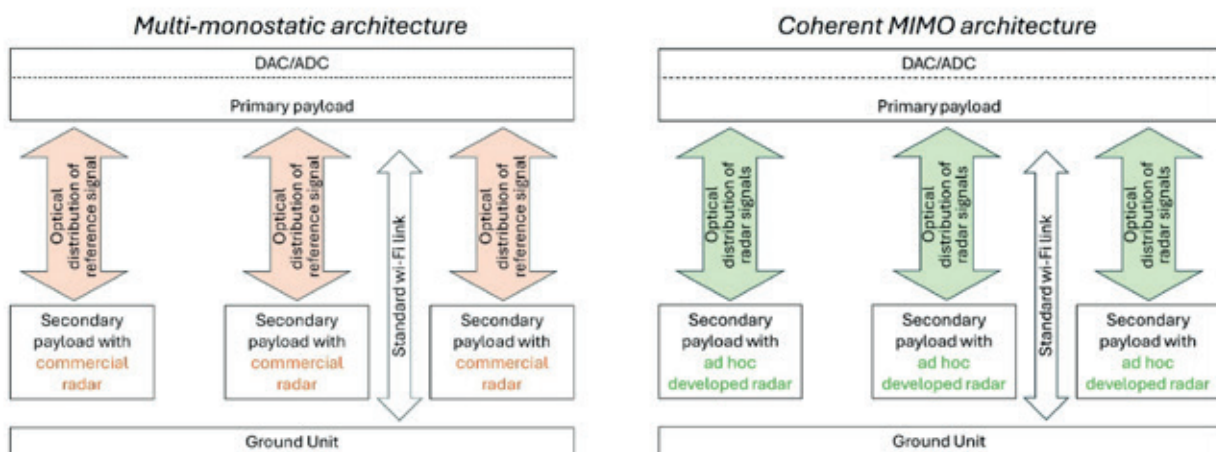 Multi-monostatic architecture
DAC/ADC
Primary payload
Optical
distribution of
reference signal
Optical
distribution of
reference signal
Standard wi-Fi link
Optical
distribution of
reference signal
Secondary
payload with
commercial
radar
Secondary
payload with
commercial
radar
Secondary
payload with
commercial
radar
Ground Unit
Coherent MIMO architecture
DAC/ADC
Primary payload
Optical
distribution of
radar signals
Optical
distribution of
radar signals
Standard wi-Fi link
Optical
distribution of
radar signals
Secondary
payload with
ad hoc
developed radar
Secondary
payload with
ad hoc
developed radar
Secondary
payload with
ad hoc
developed radar
Ground Unit